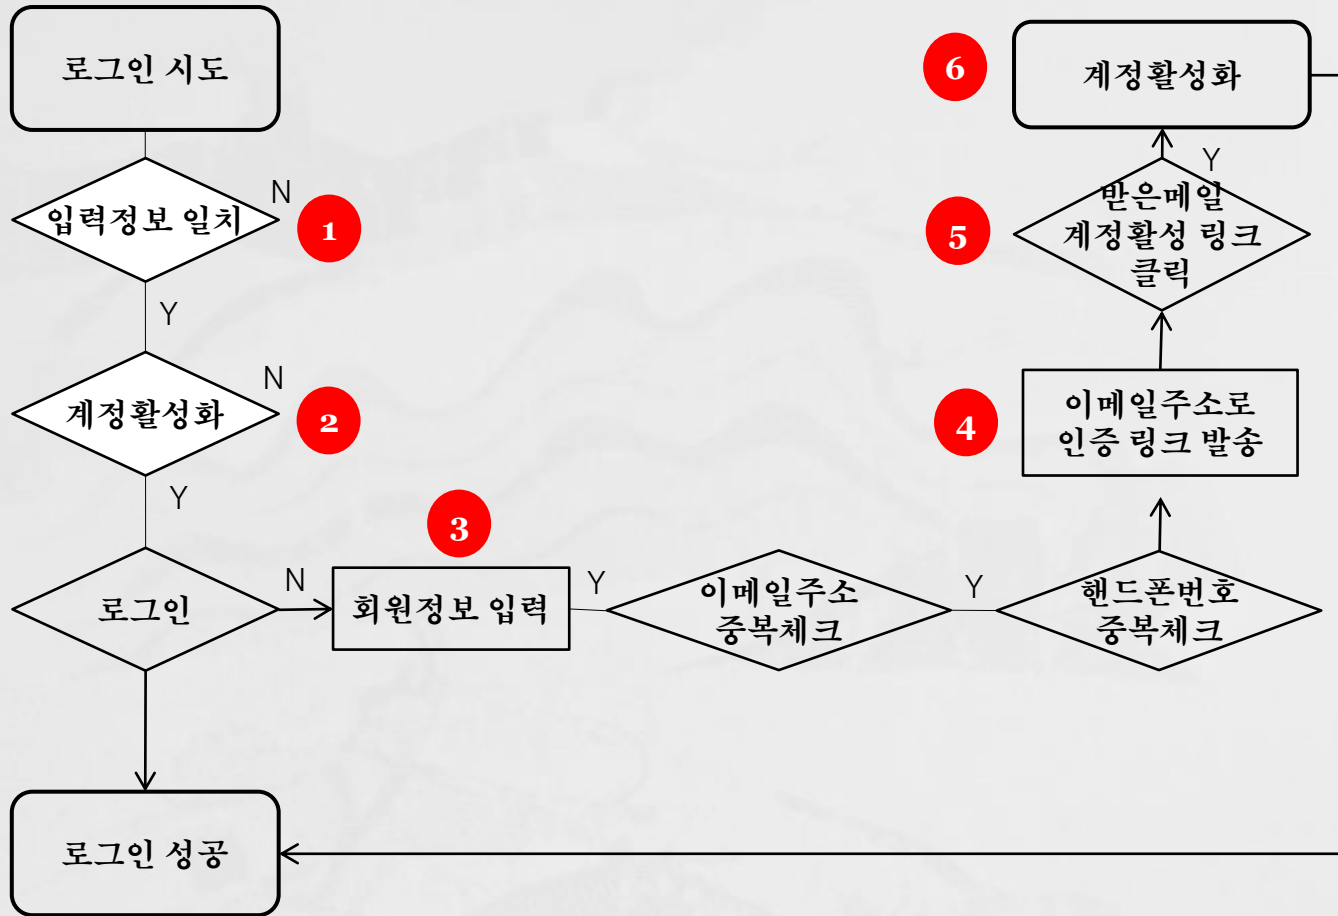 로그인 시도
N
입력정보 일치
1
Y
N
계정활성화
2
Y
로그인
N
3
회원정보 입력
Y
이메일주소
중복체크
Y
핸드폰번호
중복체크
4
이메일주소로
인증 링크 발송
5
받은메일
계정활성 링크
클릭
Y
6
계정활성화
로그인 성공